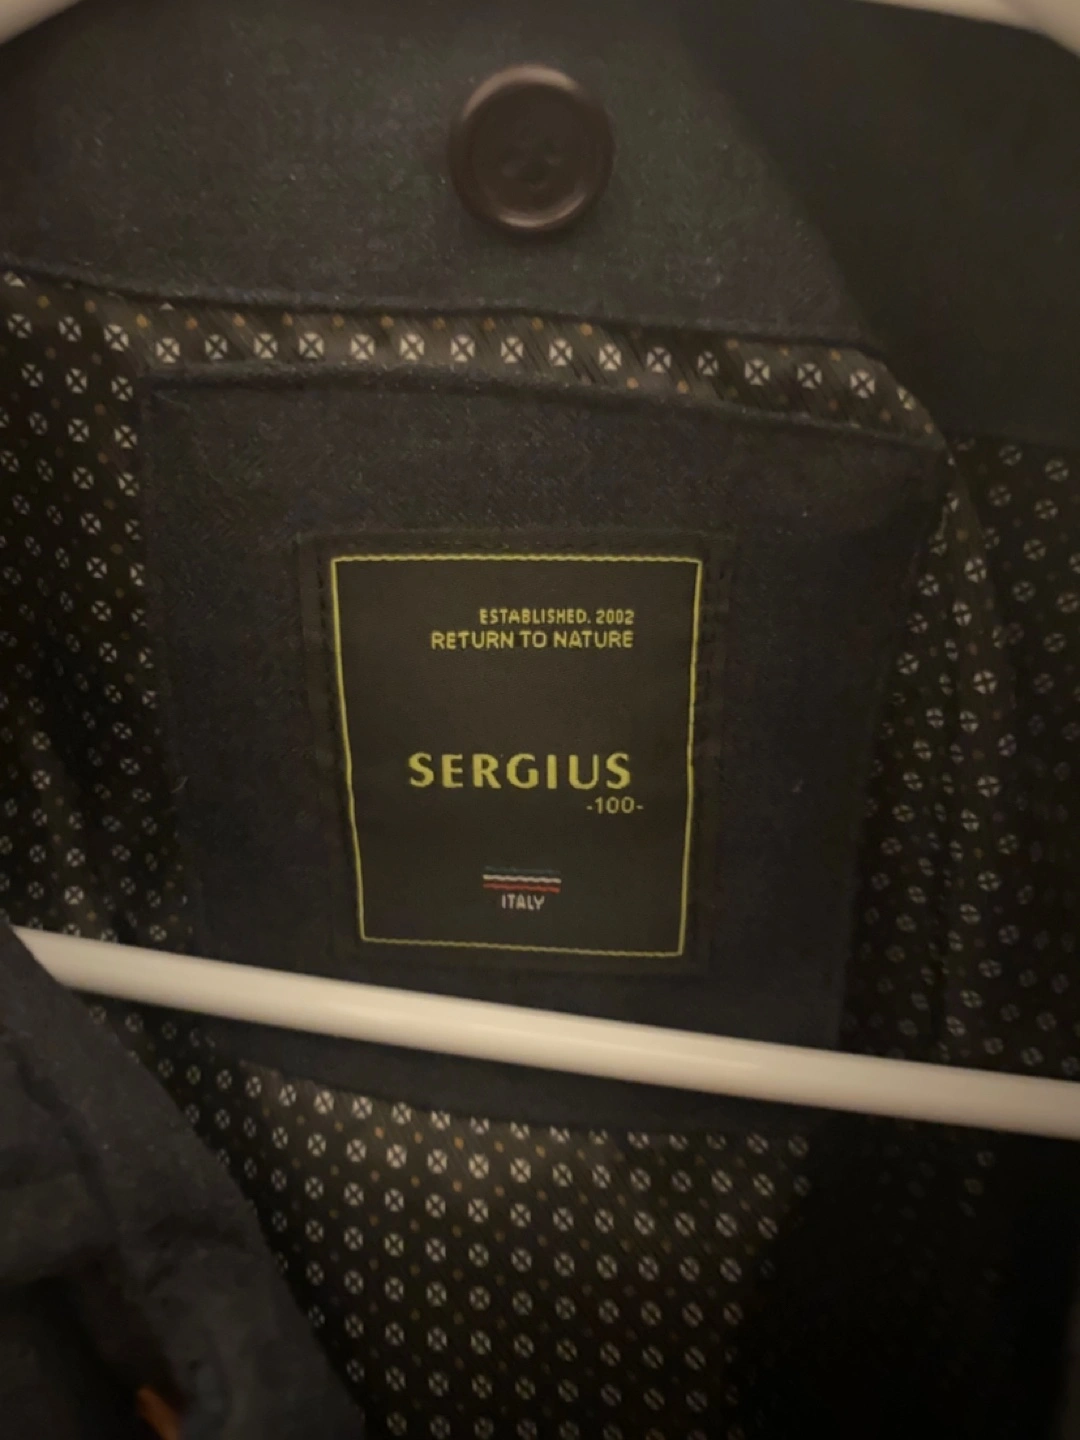 ESTABLISHED. 2002
RETURN TO NATURE
SERGIUS
-100-
ITALY